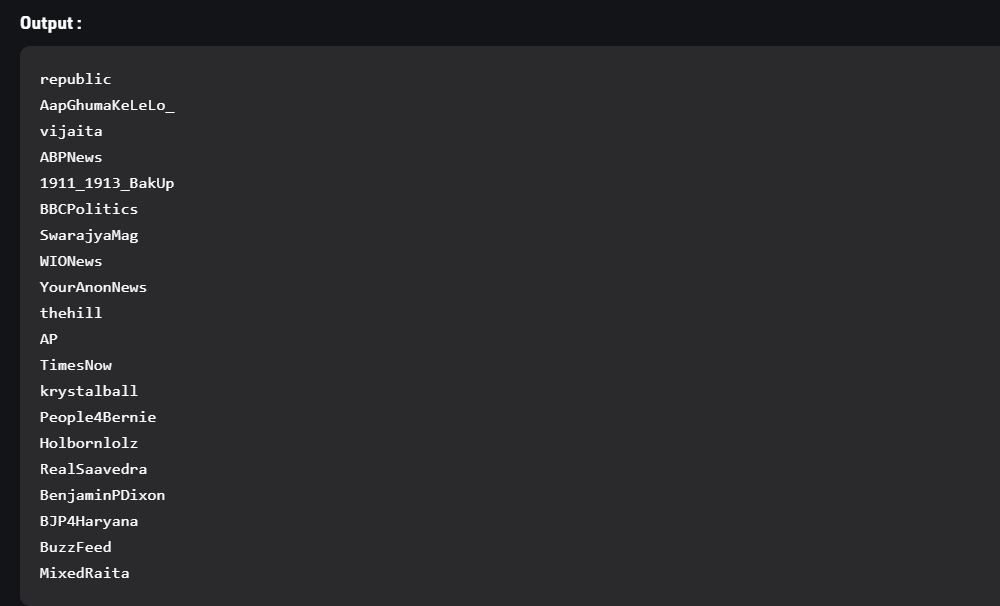 Output :
republic
AapGhumaKeLeLo_
vijaita
ABPNews
1911_1913_BakUp
BBCPolitics
SwarajyaMag
WIONews
YourAnonNews
thehill
AP
TimesNow
krystalball
People4Bernie
Holbornlolz
RealSaavedra
BenjaminPDixon
BJP4Haryana
BuzzFeed
MixedRaita